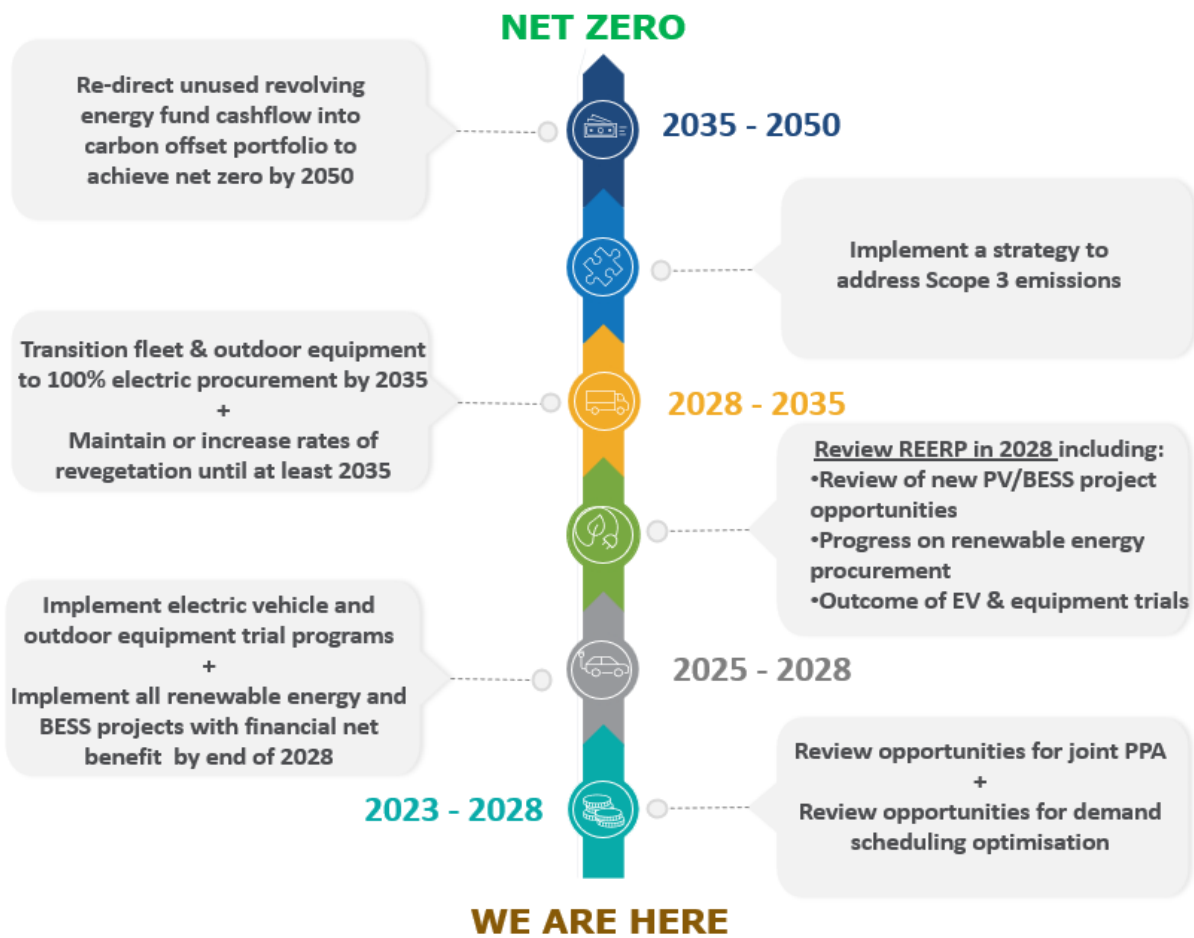 NET ZERO
Re-direct unused revolving
energy fund cashflow into
carbon offset portfolio to
achieve net zero by 2050
2035 - 2050
Implement a strategy to
address Scope 3 emissions
Transition fleet & outdoor equipment
to 100% electric procurement by 2035
+
Maintain or increase rates of
revegetation until at least 2035
2028 - 2035
Review REERP in 2028 including:
•Review of new PV/BESS project
opportunities
•Progress on renewable energy
procurement
•Outcome of EV & equipment trials
Implement electric vehicle and
outdoor equipment trial programs
+
Implement all renewable energy and
BESS projects with financial net
benefit by end of 2028
2025 - 2028
2023 - 2028
Review opportunities for joint PPA
+
Review opportunities for demand
scheduling optimisation
WE ARE HERE